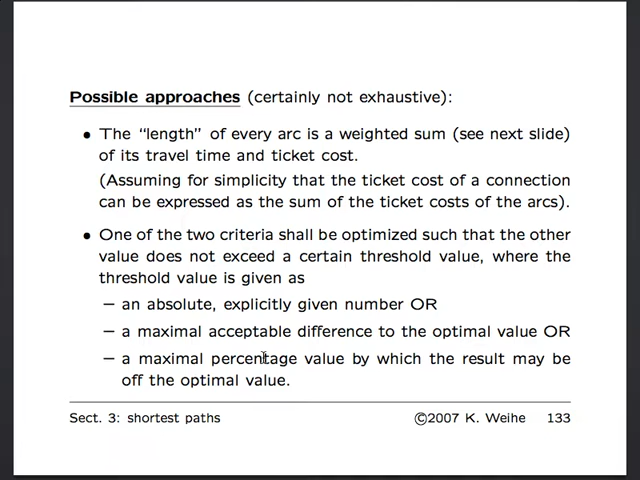 Possible approaches (certainly not exhaustive):
• The “length” of every arc is a weighted sum (see next slide)
of its travel time and ticket cost.
(Assuming for simplicity that the ticket cost of a connection
can be expressed as the sum of the ticket costs of the arcs).
• One of the two criteria shall be optimized such that the other
value does not exceed a certain threshold value, where the
threshold value is given as
– an absolute, explicitly given number OR
– a maximal acceptable difference to the optimal value OR
– a maximal percentage value by which the result may be
off the optimal value.
Sect. 3: shortest paths ©2007 K. Weihe 133